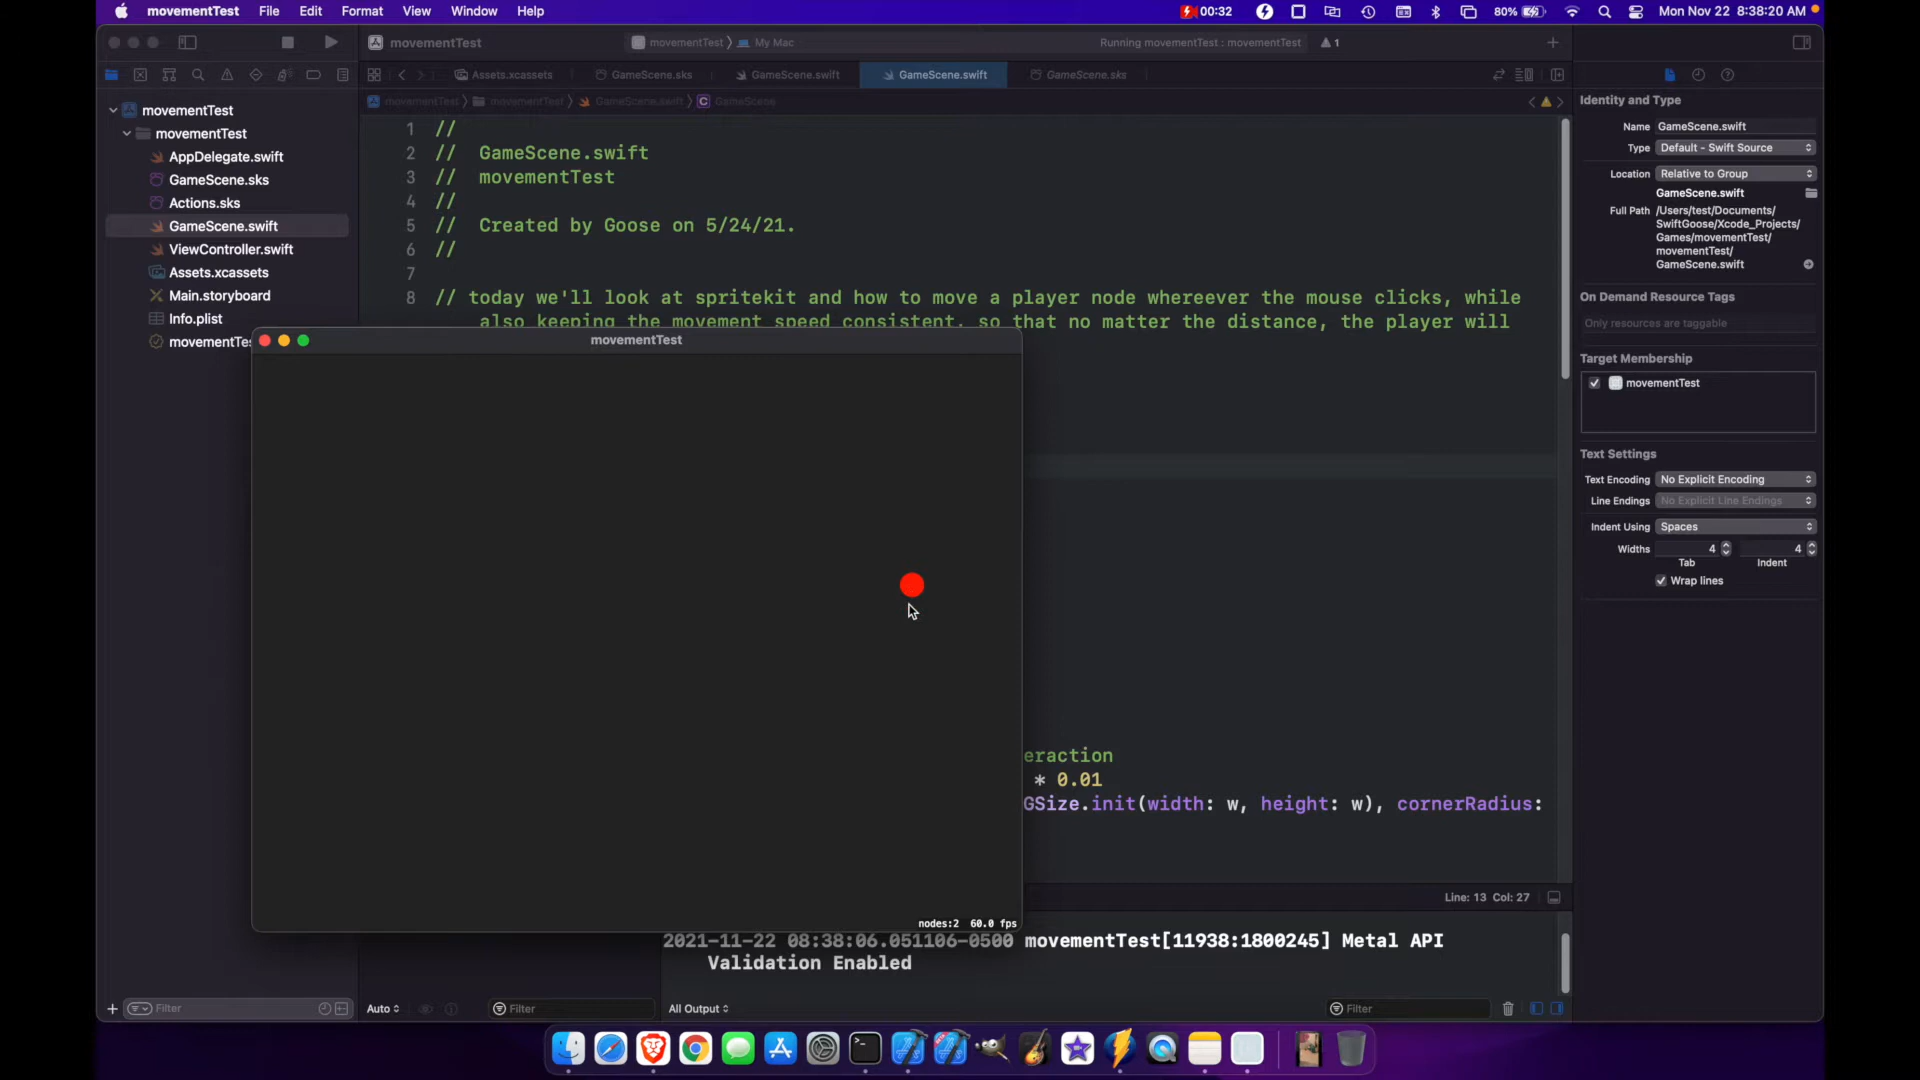 movementTest File Edit Format View Window Help 00:32 80% Mon Nov 22 8:38:20 AM
movementTest movementTest My Mac Running movementTest : movementTest 1
Assets.xcassets GameScene.sks GameScene.swift GameScene.swift GameScene.sks
movementTest movementTest GameScene.swift C GameScene
movementTest
movementTest
AppDelegate.swift
GameScene.sks
Actions.sks
GameScene.swift
ViewController.swift
Assets.xcassets
Main.storyboard
Info.plist
movementTes
1 //
2 // GameScene.swift
3 // movementTest
4 //
5 // Created by Goose on 5/24/21.
6 //
7
8 // today we'll look at spritekit and how to move a player node whereever the mouse clicks, while
also keeping the movement speed consistent, so that no matter the distance, the player will
movementTest
eraction
* 0.01
GSize.init(width: w, height: w), cornerRadius:
nodes:2 60.0 fps
Line: 13 Col: 27
2021-11-22 08:38:06.051106-0500 movementTest[11938:1800245] Metal API
Validation Enabled
Filter
Auto
Filter
All Output
Filter
Identity and Type
Name GameScene.swift
Type Default - Swift Source
Location Relative to Group
GameScene.swift
Full Path /Users/test/Documents/
SwiftGoose/Xcode_Projects/
Games/movementTest/
movementTest/
GameScene.swift
On Demand Resource Tags
Only resources are taggable
Target Membership
movementTest
Text Settings
Text Encoding No Explicit Encoding
Line Endings No Explicit Line Endings
Indent Using Spaces
Widths 4 4
Tab Indent
Wrap lines